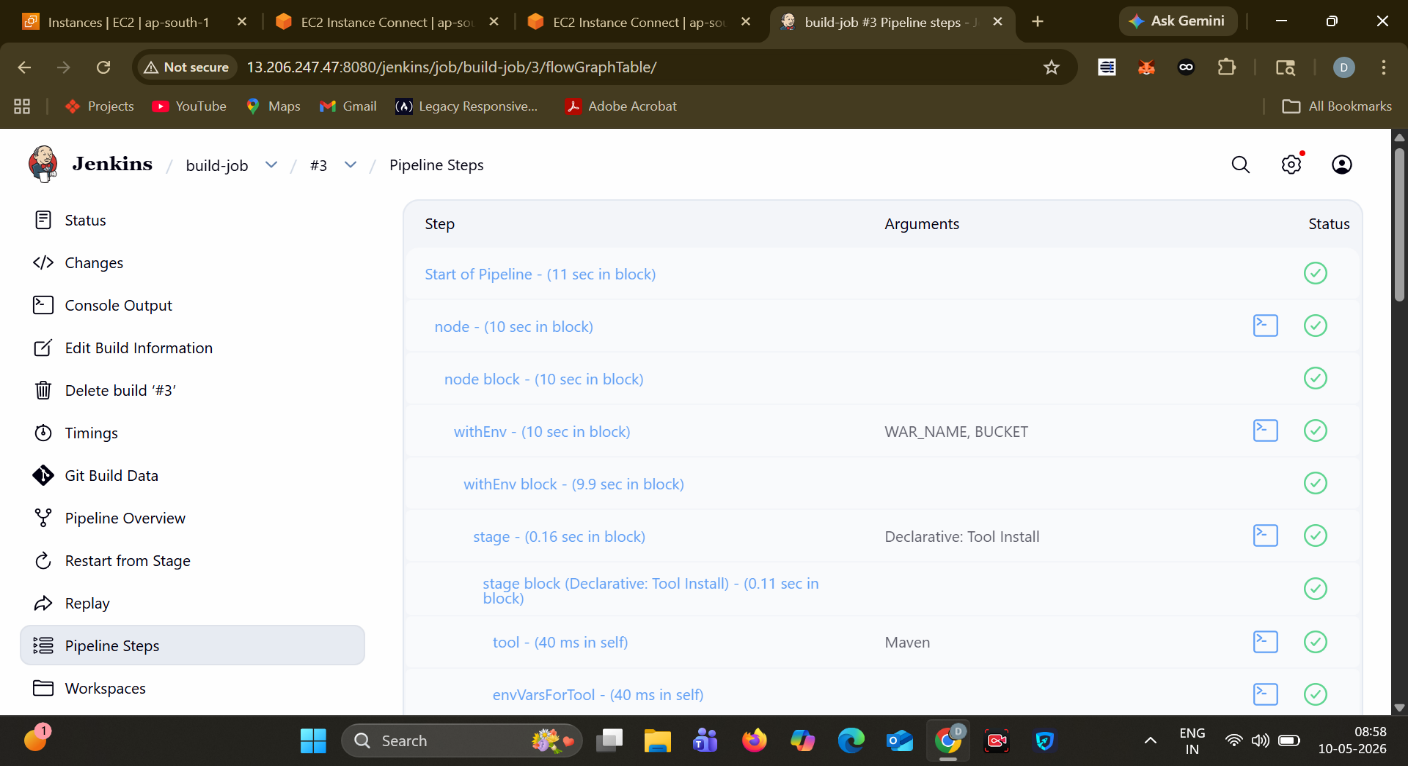 Instances | EC2 | ap-south-1
EC2 Instance Connect | ap-sou
EC2 Instance Connect | ap-sou
build-job #3 Pipeline steps - J
Ask Gemini
Not secure
13.206.247.47:8080/jenkins/job/build-job/3/flowGraphTable/
D
Projects
YouTube
Maps
Gmail
Legacy Responsive...
Adobe Acrobat
All Bookmarks
Jenkins / build-job / #3 / Pipeline Steps
Status
Changes
Console Output
Edit Build Information
Delete build '#3'
Timings
Git Build Data
Pipeline Overview
Restart from Stage
Replay
Pipeline Steps
Workspaces
Step Arguments Status
Start of Pipeline - (11 sec in block)
node - (10 sec in block)
node block - (10 sec in block)
withEnv - (10 sec in block) WAR_NAME, BUCKET
withEnv block - (9.9 sec in block)
stage - (0.16 sec in block) Declarative: Tool Install
stage block (Declarative: Tool Install) - (0.11 sec in
block)
tool - (40 ms in self) Maven
envVarsForTool - (40 ms in self)
1
Search
D
ENG
IN
08:58
10-05-2026